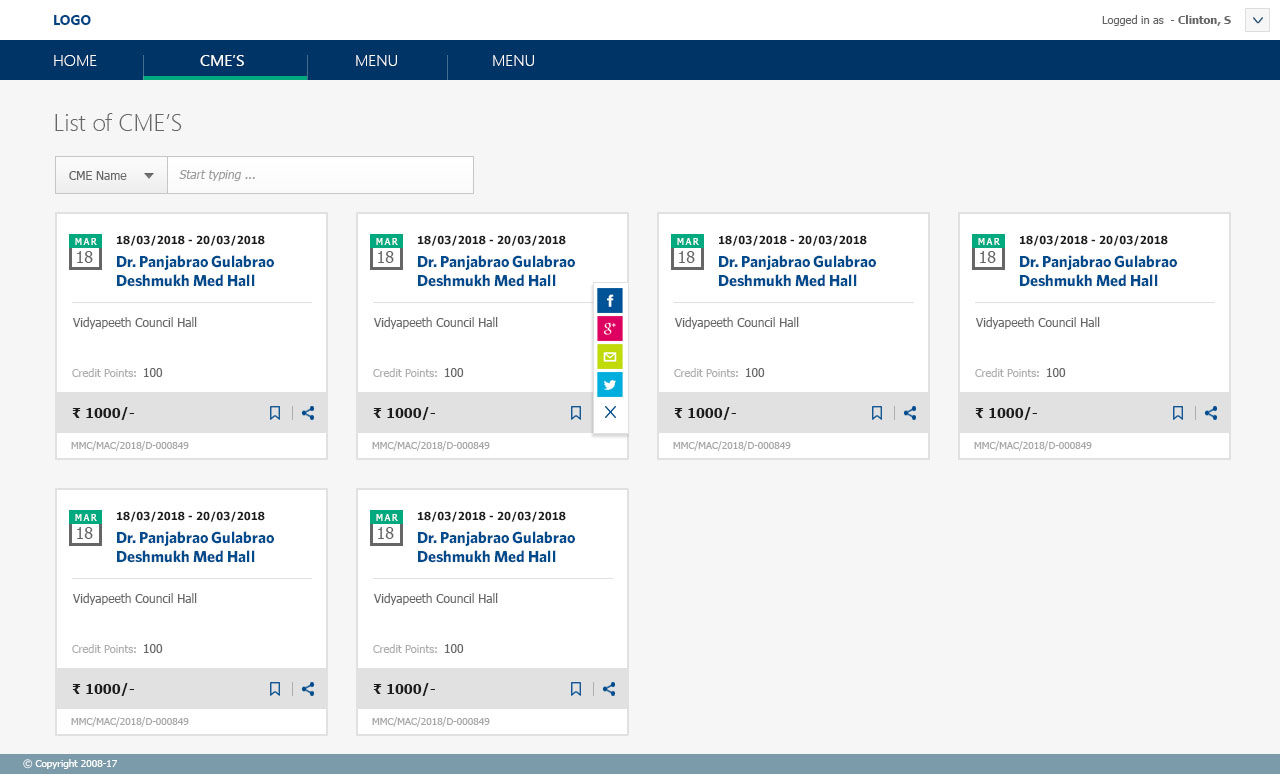 LOGO
Logged in as - Clinton, S
HOME CME'S MENU MENU
List of CME'S
CME Name Start typing ...
MAR
18
18/03/2018 - 20/03/2018
Dr. Panjabrao Gulabrao
Deshmukh Med Hall
Vidyapeeth Council Hall
Credit Points: 100
₹ 1000/-
MMC/MAC/2018/D-000849
MAR
18
18/03/2018 - 20/03/2018
Dr. Panjabrao Gulabrao
Deshmukh Med Hall
Vidyapeeth Council Hall
Credit Points: 100
₹ 1000/-
MMC/MAC/2018/D-000849
f
g+
MAR
18
18/03/2018 - 20/03/2018
Dr. Panjabrao Gulabrao
Deshmukh Med Hall
Vidyapeeth Council Hall
Credit Points: 100
₹ 1000/-
MMC/MAC/2018/D-000849
MAR
18
18/03/2018 - 20/03/2018
Dr. Panjabrao Gulabrao
Deshmukh Med Hall
Vidyapeeth Council Hall
Credit Points: 100
₹ 1000/-
MMC/MAC/2018/D-000849
MAR
18
18/03/2018 - 20/03/2018
Dr. Panjabrao Gulabrao
Deshmukh Med Hall
Vidyapeeth Council Hall
Credit Points: 100
₹ 1000/-
MMC/MAC/2018/D-000849
MAR
18
18/03/2018 - 20/03/2018
Dr. Panjabrao Gulabrao
Deshmukh Med Hall
Vidyapeeth Council Hall
Credit Points: 100
₹ 1000/-
MMC/MAC/2018/D-000849
© Copyright 2008-17